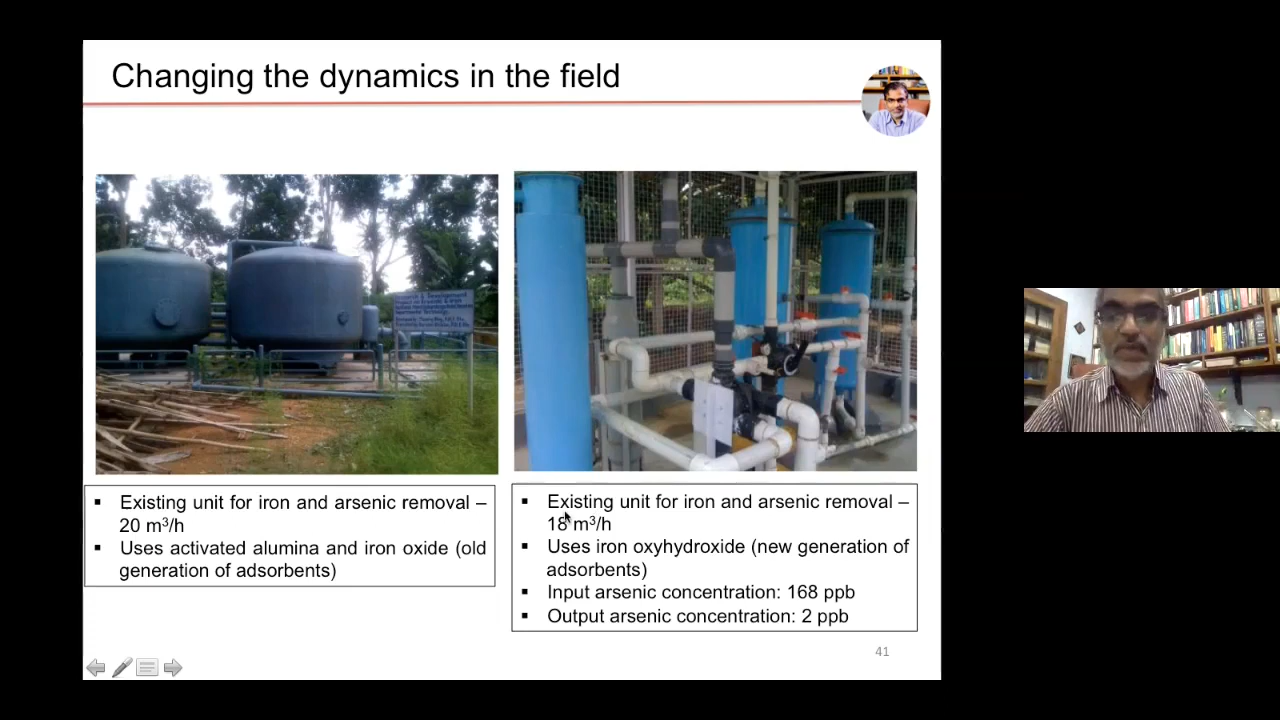 Changing the dynamics in the field
▪ Existing unit for iron and arsenic removal –
20 m³/h
▪ Uses activated alumina and iron oxide (old
generation of adsorbents)
▪ Existing unit for iron and arsenic removal –
18 m³/h
▪ Uses iron oxyhydroxide (new generation of
adsorbents)
▪ Input arsenic concentration: 168 ppb
▪ Output arsenic concentration: 2 ppb
41